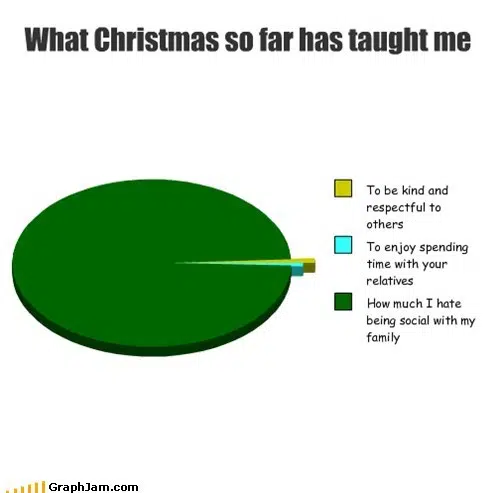 What Christmas so far has taught me
To be kind and
respectful to
others
To enjoy spending
time with your
relatives
How much I hate
being social with my
family
GraphJam.com